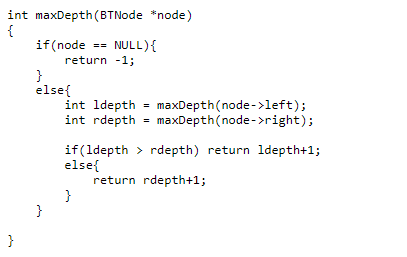 int maxDepth(BTNode *node)
{
    if(node == NULL){
        return -1;
    }
    else{
        int ldepth = maxDepth(node->left);
        int rdepth = maxDepth(node->right);

        if(ldepth > rdepth) return ldepth+1;
        else{
            return rdepth+1;
        }
    }

}